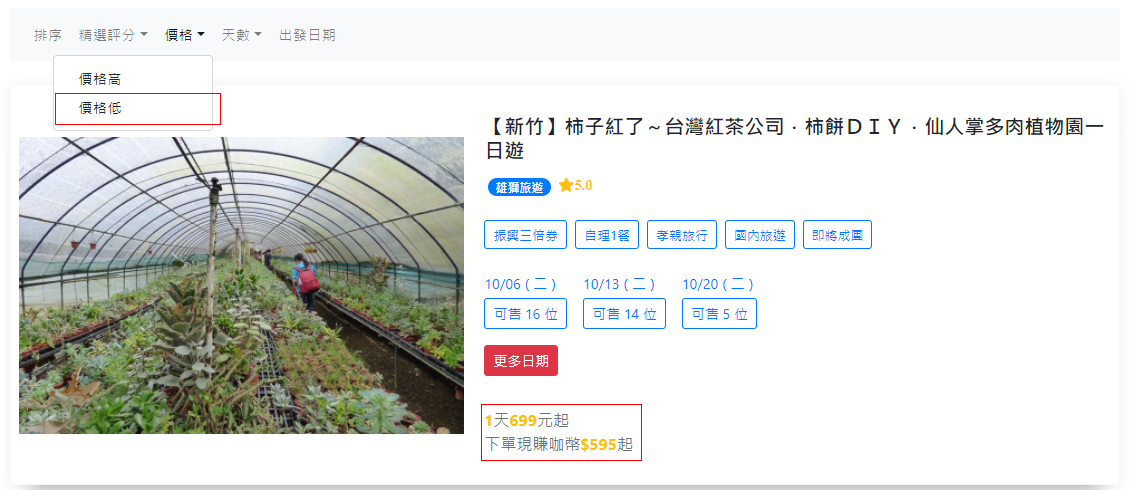 排序 精選評分 價格 天數 出發日期
價格高
價格低
【新竹】柿子紅了～台灣紅茶公司．柿餅ＤＩＹ．仙人掌多肉植物園一
日遊
雄獅旅遊 5.0
振興三倍券 自理1餐 孝親旅行 國內旅遊 即將成團
10/06 ( 二 ) 10/13 ( 二 ) 10/20 ( 二 )
可售 16 位 可售 14 位 可售 5 位
更多日期
1天699元起
下單現賺咖幣$595起